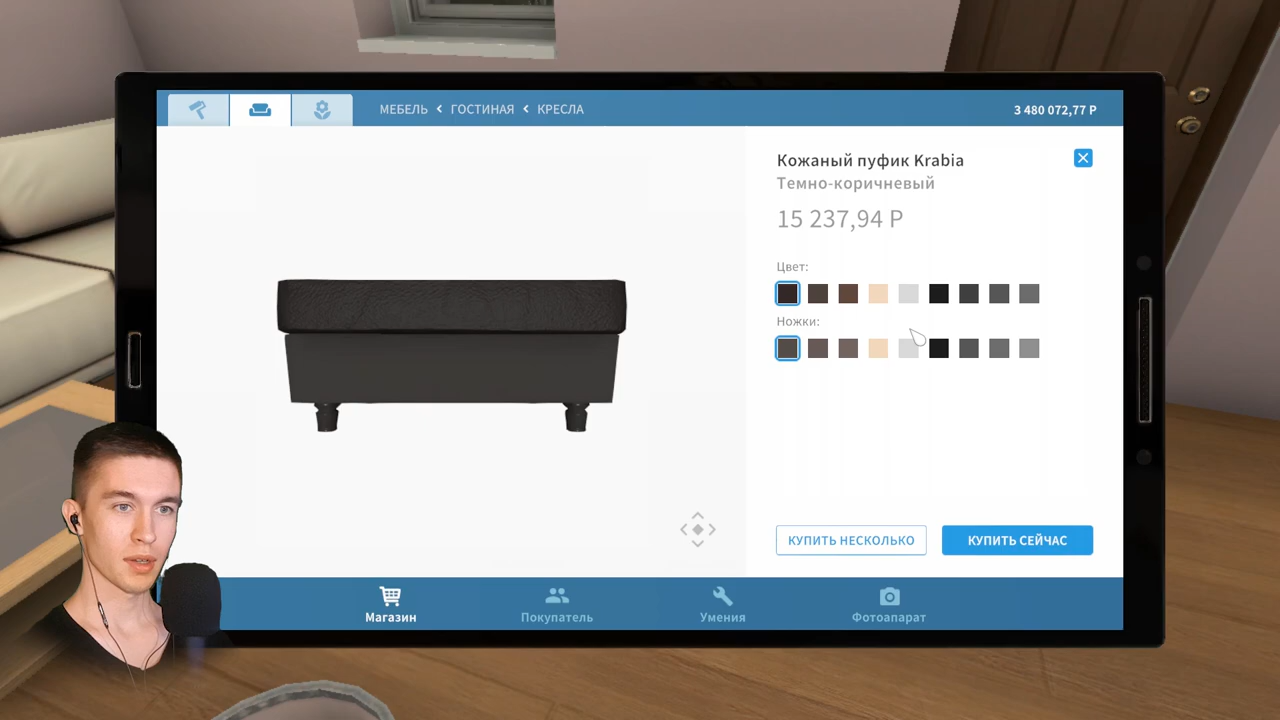 МЕБЕЛЬ < ГОСТИНАЯ < КРЕСЛА
3 480 072,77 Р
Кожаный пуфик Krabia
Темно-коричневый
15 237,94 Р
Цвет:
Ножки:
КУПИТЬ НЕСКОЛЬКО
КУПИТЬ СЕЙЧАС
Магазин
Покупатель
Умения
Фотоаппарат